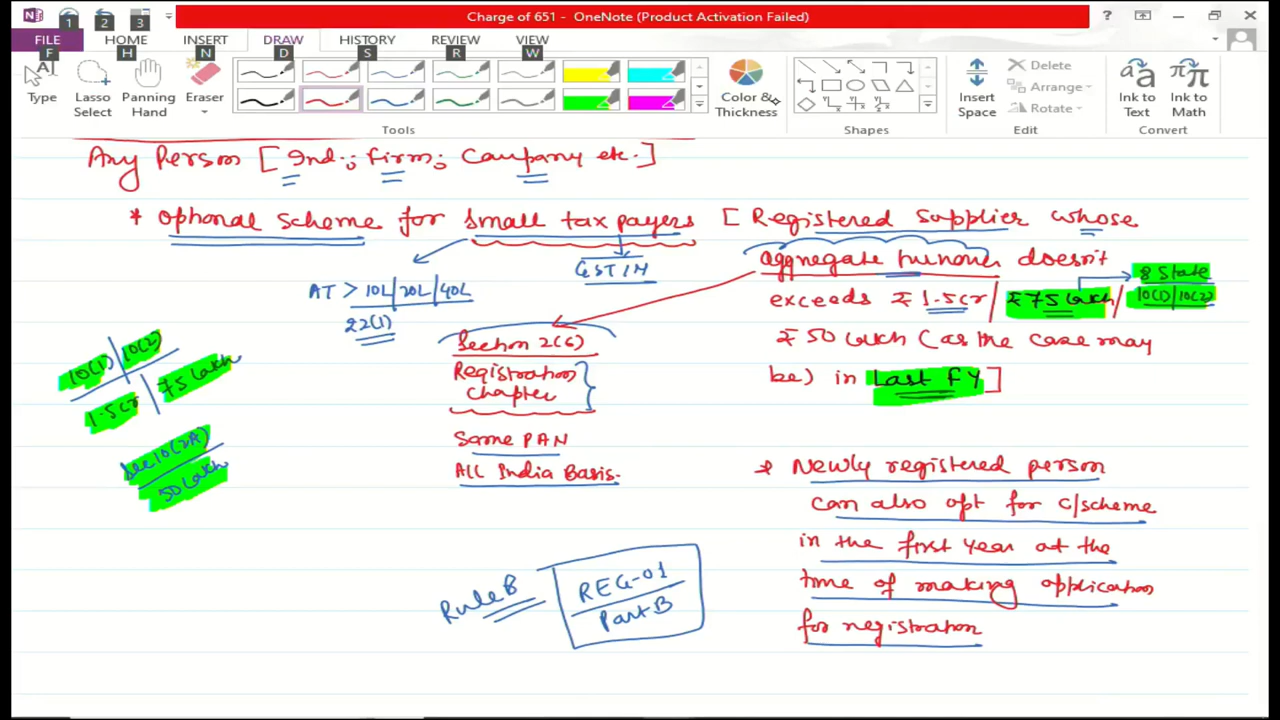 Charge of 651 - OneNote (Product Activation Failed)
1 2 3
FILE HOME INSERT DRAW HISTORY REVIEW VIEW
F H N D S R W
Type Lasso Select Panning Hand Eraser
Color & Thickness
Insert Space
Delete
Arrange
Rotate
Ink to Text
Ink to Math
Tools Shapes Edit Convert
Any Person [ Ind.; firm; Company etc. ]
* Optional Scheme for small tax payers [ Registered supplier whose
aggregate turnover doesn't
8 State
GSTIN
AT > 10L | 20L | 40L
exceeds ₹ 1.5cr / ₹ 75 lakh /
10(1) | 10(2)
22(1)
₹ 50 lakh ( as the case may
be) in Last FY ]
Section 2(6)
Registration
Chapter
Same PAN
All India Basis.
10(1) 10(2)
1.5cr 75 Lakh
Sec 10(2A)
50 Lakh
* Newly registered person
can also opt for c/scheme
in the first year at the
time of making application
for registration
Rule 8
REG-01
Part B